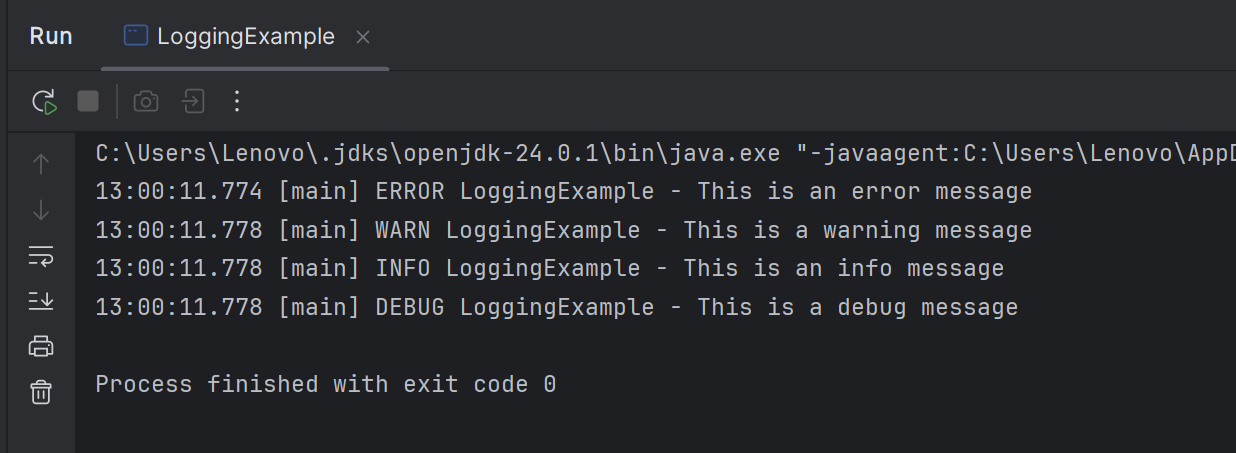 Run LoggingExample
C:\Users\Lenovo\.jdks\openjdk-24.0.1\bin\java.exe "-javaagent:C:\Users\Lenovo\AppD
13:00:11.774 [main] ERROR LoggingExample - This is an error message
13:00:11.778 [main] WARN LoggingExample - This is a warning message
13:00:11.778 [main] INFO LoggingExample - This is an info message
13:00:11.778 [main] DEBUG LoggingExample - This is a debug message
Process finished with exit code 0